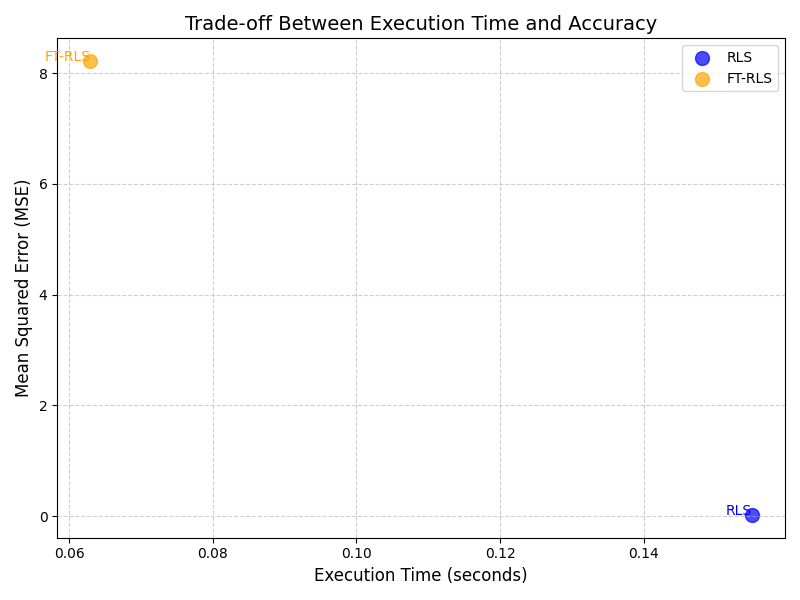 Trade-off Between Execution Time and Accuracy
FT-RLS
RLS
FT-RLS
8
6
4
2
0
Mean Squared Error (MSE)
RLS
0.06 0.08 0.10 0.12 0.14
Execution Time (seconds)